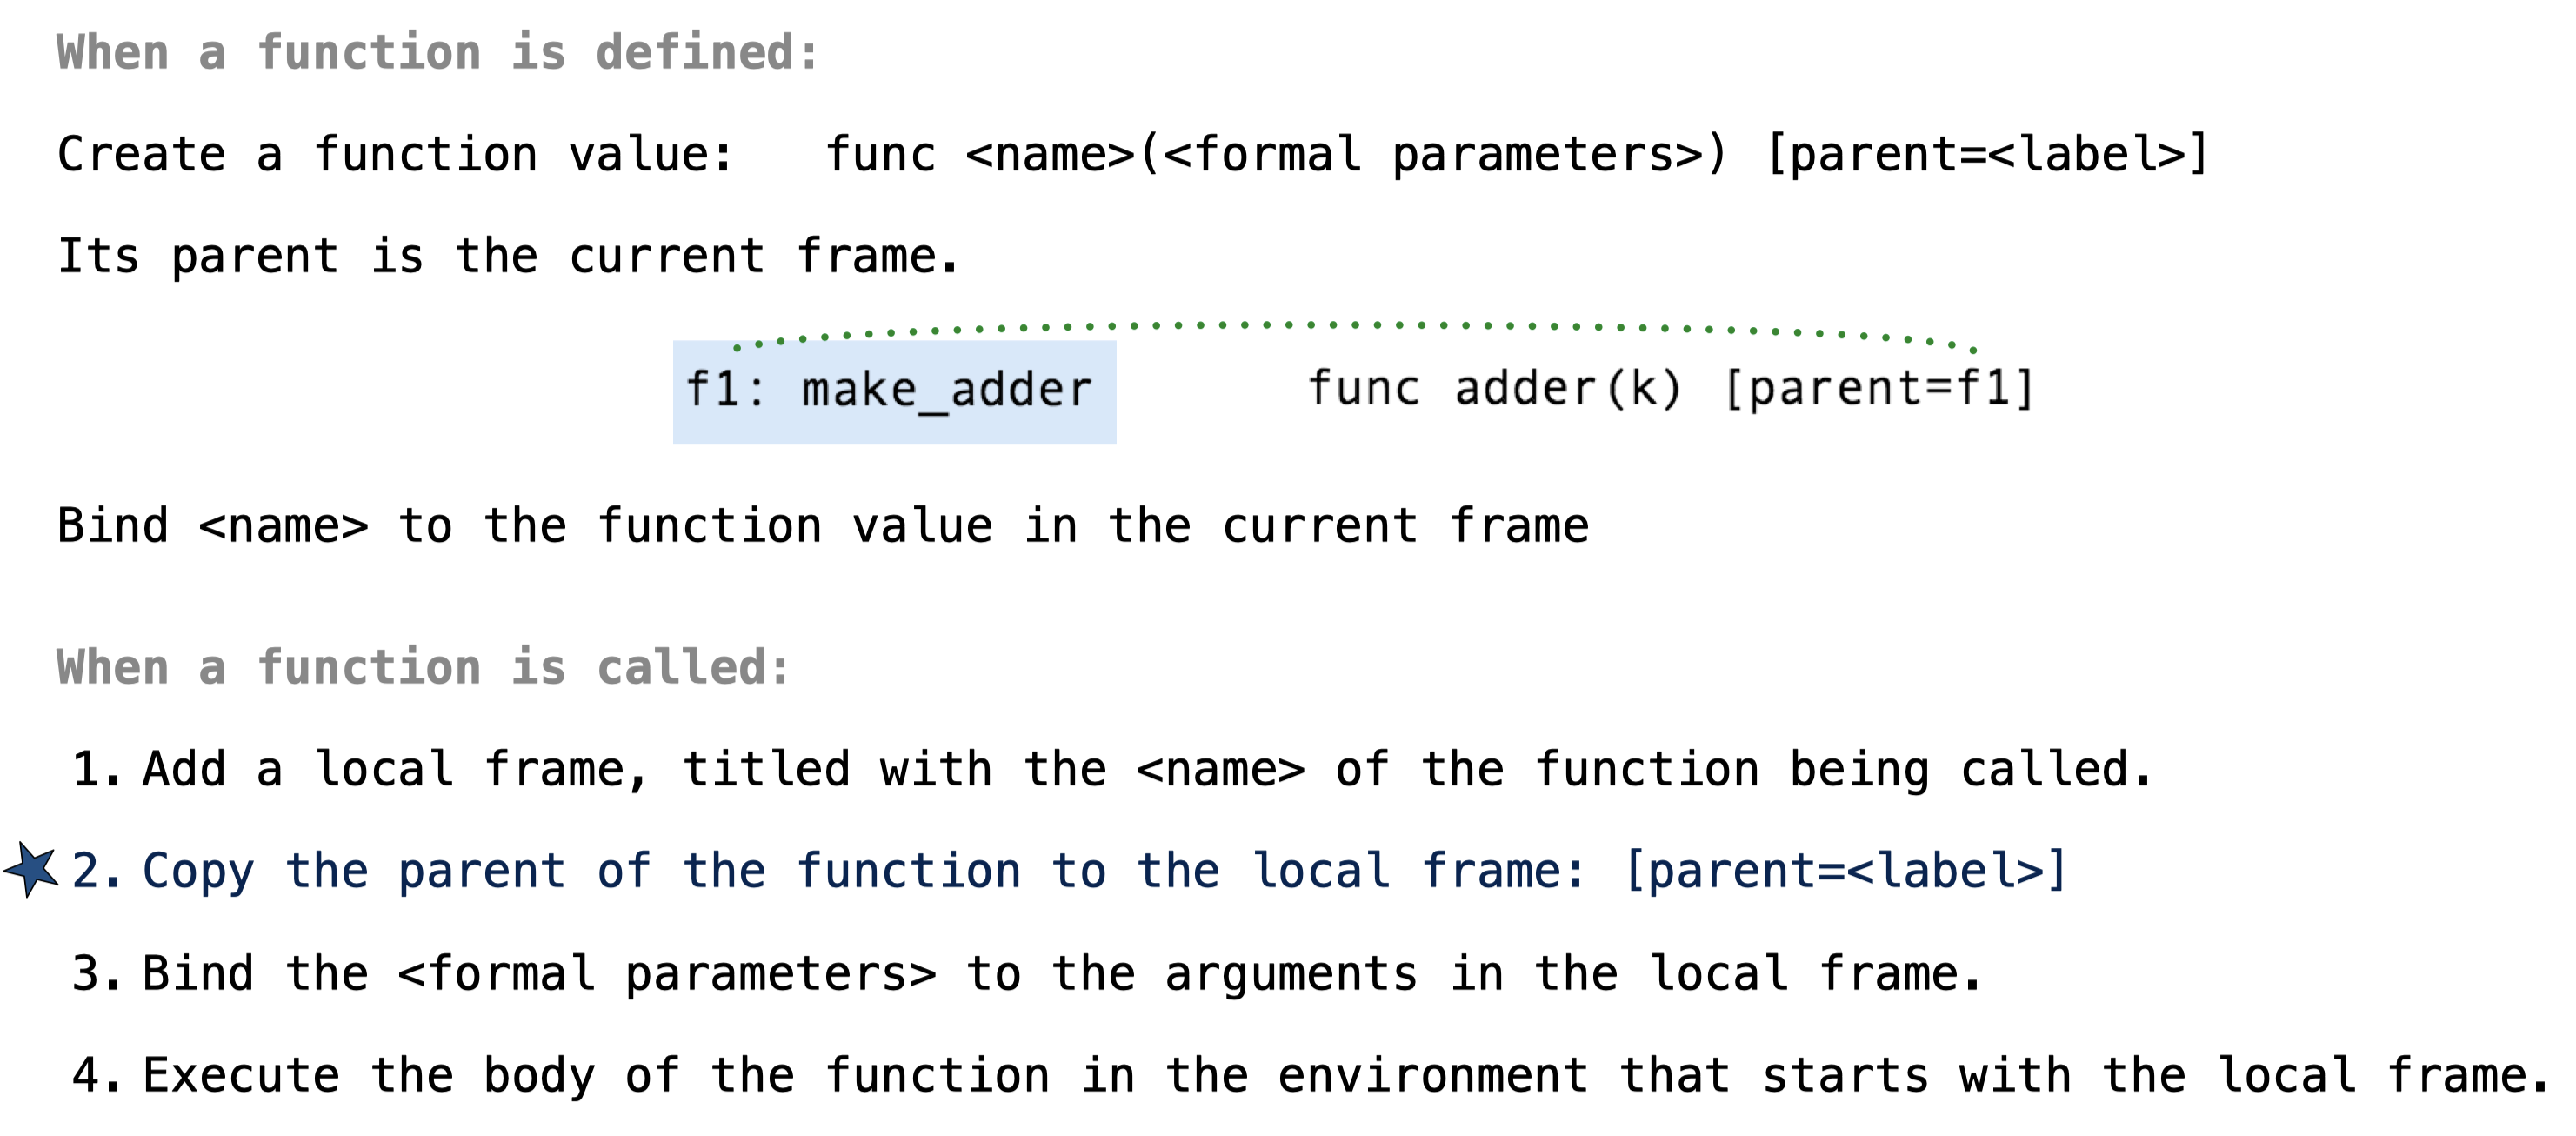 When a function is defined:
Create a function value: func <name>(<formal parameters>) [parent=<label>]
Its parent is the current frame.
f1: make_adder func adder(k) [parent=f1]
Bind <name> to the function value in the current frame
When a function is called:
1. Add a local frame, titled with the <name> of the function being called.
2. Copy the parent of the function to the local frame: [parent=<label>]
3. Bind the <formal parameters> to the arguments in the local frame.
4. Execute the body of the function in the environment that starts with the local frame.